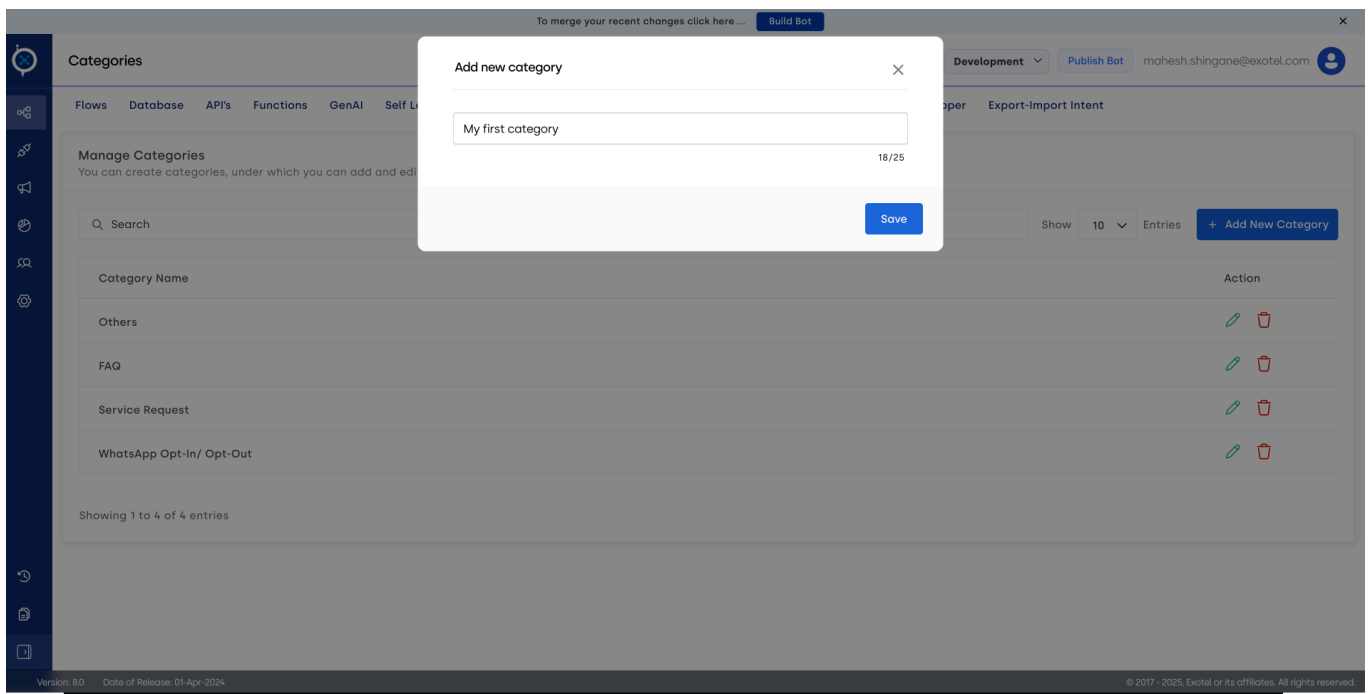 To merge your recent changes click here ... Build Bot
Categories
Add new category
Development
Publish Bot
mahesh.shingane@exotel.com
Flows Database API's Functions GenAI Self Export-Import Intent
My first category
18/25
Manage Categories
You can create categories, under which you can add and
Save
Search
Show 10 Entries + Add New Category
Category Name Action
Others
FAQ
Service Request
WhatsApp Opt-In/ Opt-Out
Showing 1 to 4 of 4 entries
Version: 8.0 Date of Release: 01-Apr-2024 © 2017 - 2025, Exotel or its affiliates. All rights reserved.